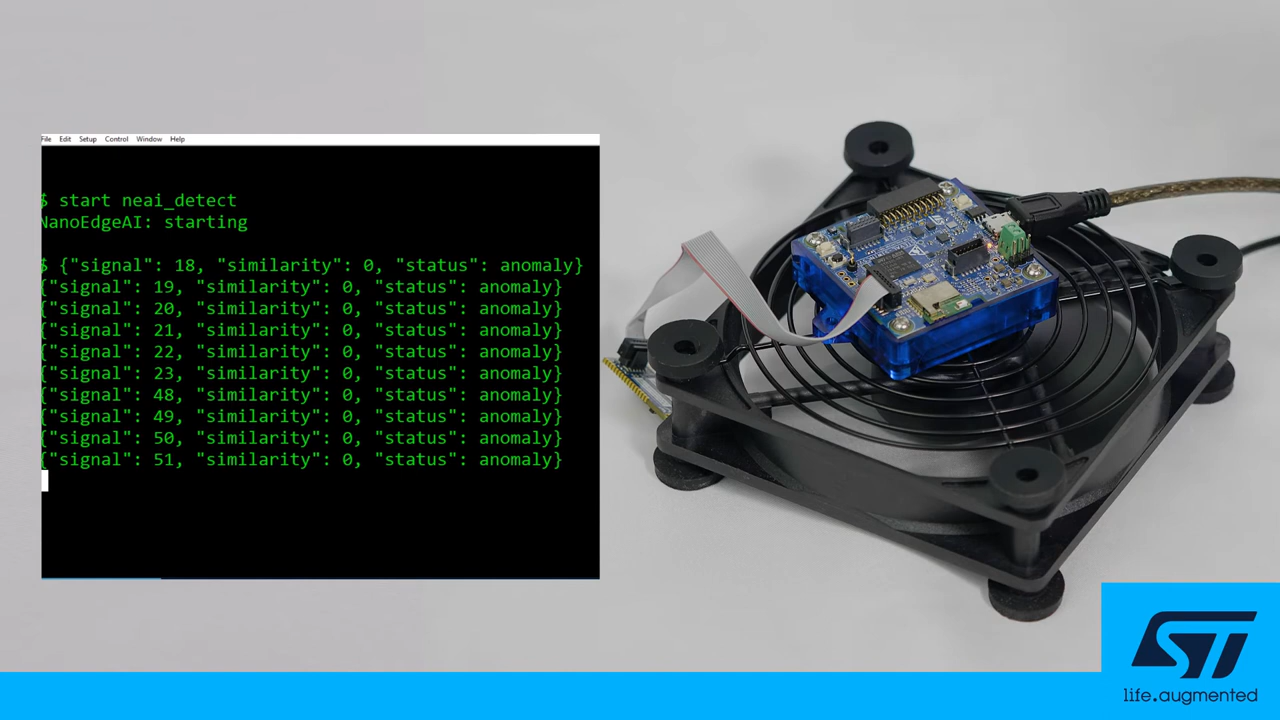 File Edit Setup Control Window Help
$ start neai_detect
NanoEdgeAI: starting
$ {"signal": 18, "similarity": 0, "status": anomaly}
{"signal": 19, "similarity": 0, "status": anomaly}
{"signal": 20, "similarity": 0, "status": anomaly}
{"signal": 21, "similarity": 0, "status": anomaly}
{"signal": 22, "similarity": 0, "status": anomaly}
{"signal": 23, "similarity": 0, "status": anomaly}
{"signal": 48, "similarity": 0, "status": anomaly}
{"signal": 49, "similarity": 0, "status": anomaly}
{"signal": 50, "similarity": 0, "status": anomaly}
{"signal": 51, "similarity": 0, "status": anomaly}
ST
life.augmented